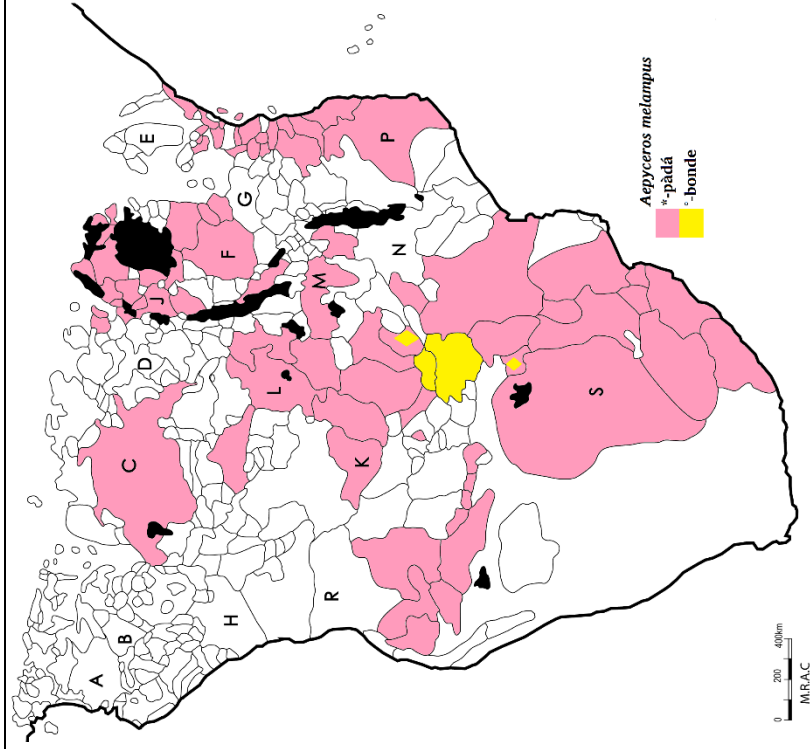 E
P
G
F
N
M
J
D
L
S
C
K
R
H
B
A
Aepyceros melampus
*-pàdá
°-bonde
0 200 400km
M.R.A.C